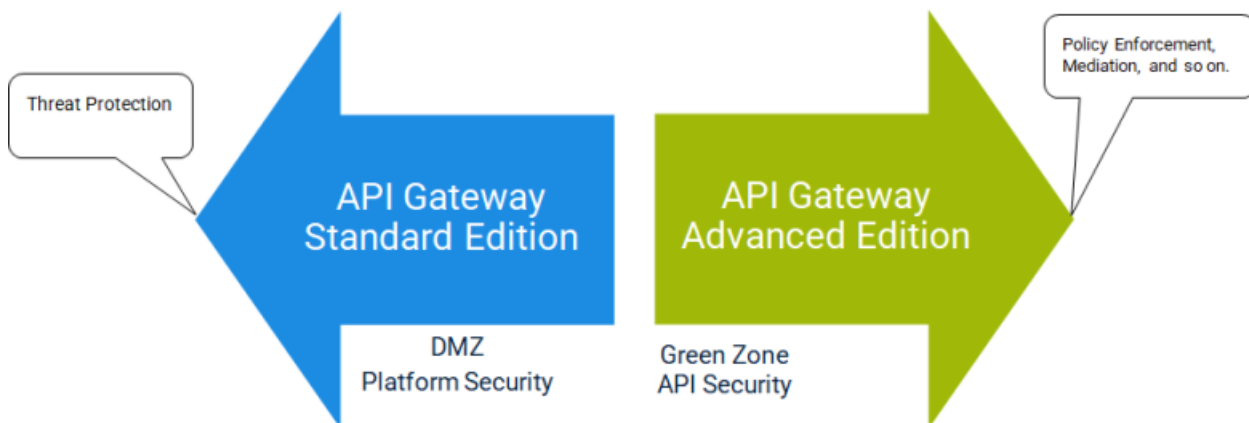 Threat Protection
API Gateway
Standard Edition
DMZ
Platform Security
API Gateway
Advanced Edition
Green Zone
API Security
Policy Enforcement,
Mediation, and so on.